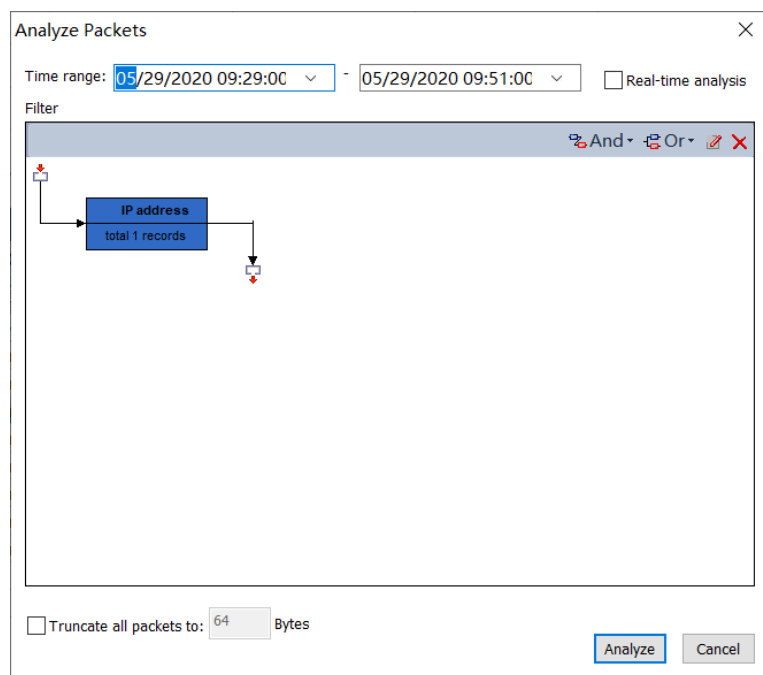 Analyze Packets
Time range: 05/29/2020 09:29:00 - 05/29/2020 09:51:00 Real-time analysis
Filter
And Or
IP address
total 1 records
Truncate all packets to: 64 Bytes
Analyze Cancel